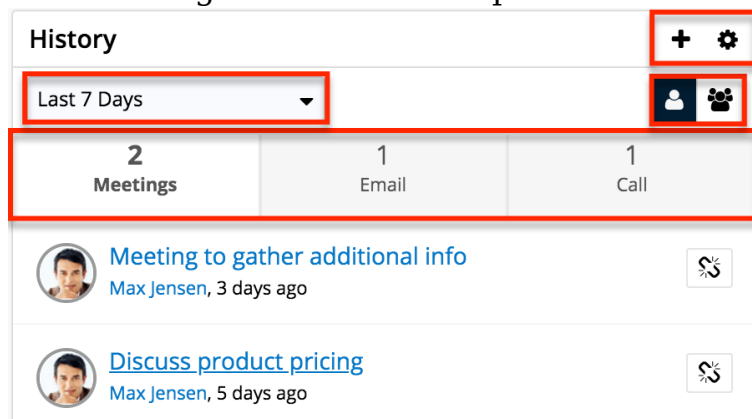 History
Last 7 Days
2
Meetings
1
Email
1
Call
Meeting to gather additional info
Max Jensen, 3 days ago
Discuss product pricing
Max Jensen, 5 days ago